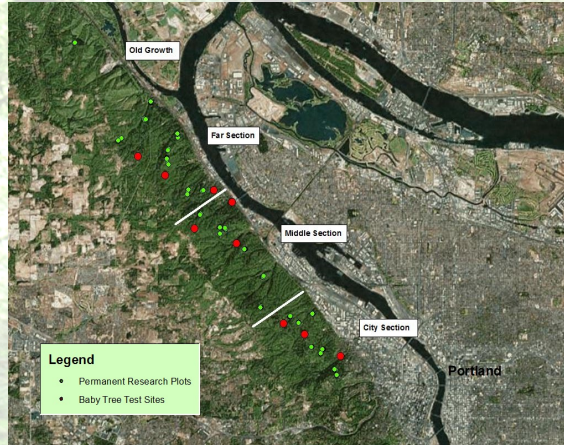 Old Growth
Far Section
Middle Section
City Section
Portland
Legend
Permanent Research Plots
Baby Tree Test Sites